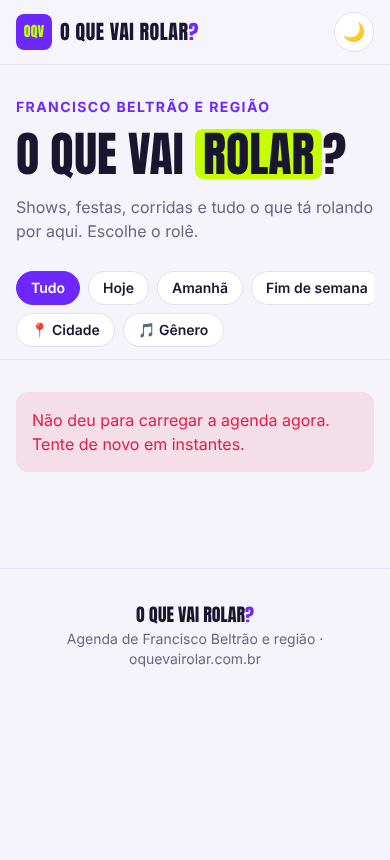 OQV O QUE VAI ROLAR?
FRANCISCO BELTRÃO E REGIÃO
O QUE VAI ROLAR?
Shows, festas, corridas e tudo o que tá rolando
por aqui. Escolhe o rolê.
Tudo Hoje Amanhã Fim de semana
Cidade Gênero
Não deu para carregar a agenda agora.
Tente de novo em instantes.
O QUE VAI ROLAR?
Agenda de Francisco Beltrão e região ·
oquevairolar.com.br